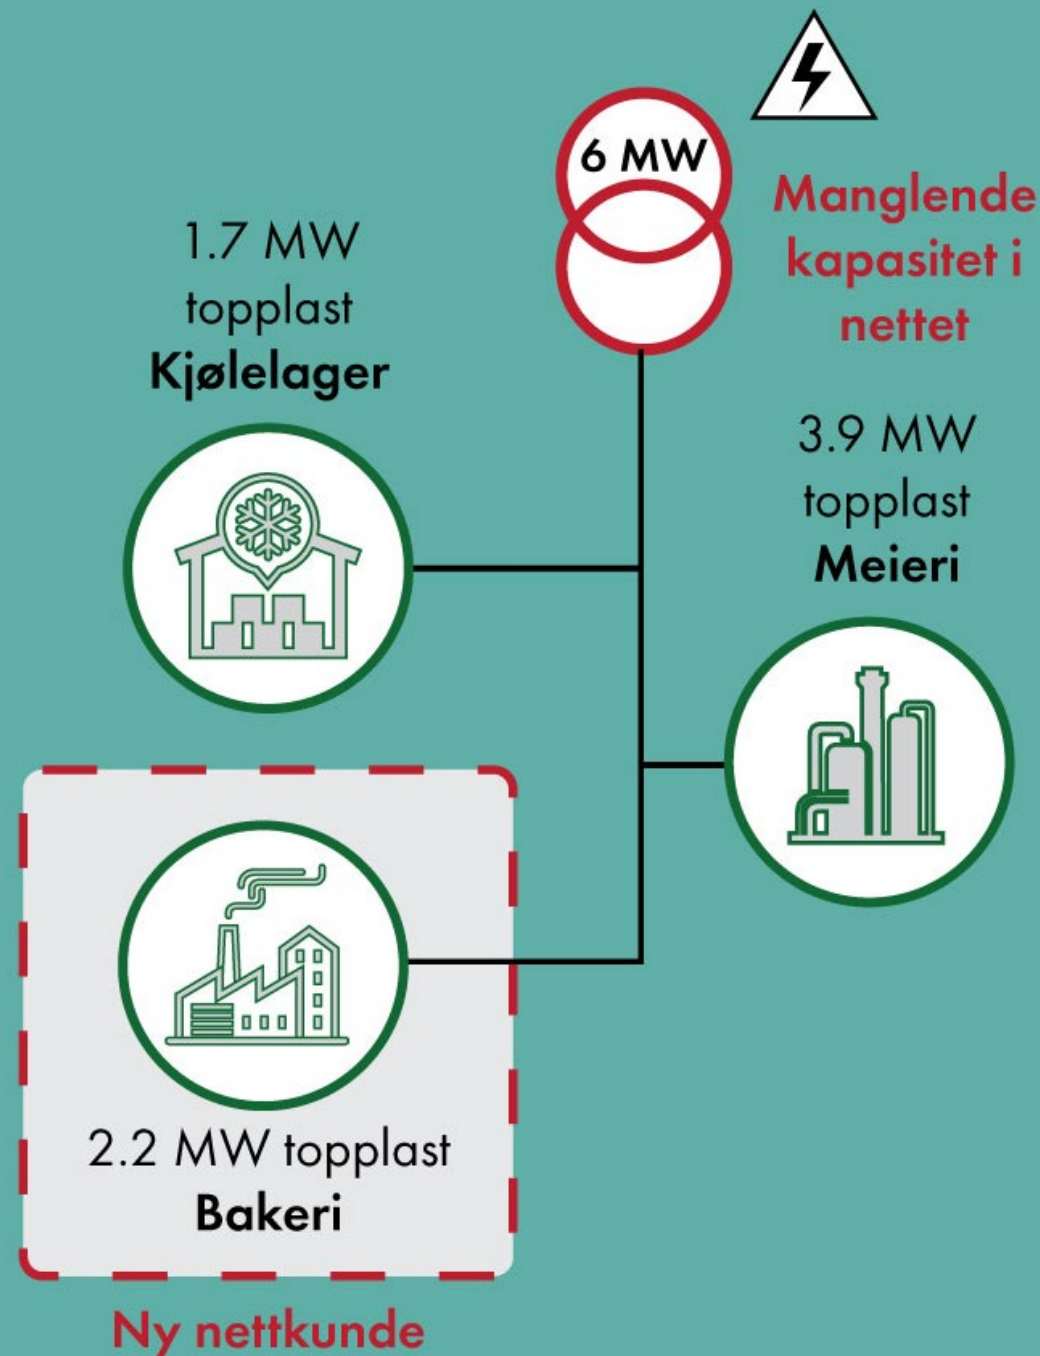 6 MW
Manglende
kapasitet i
nettet
1.7 MW
topplast
Kjølelager
3.9 MW
topplast
Meieri
2.2 MW topplast
Bakeri
Ny nettkunde